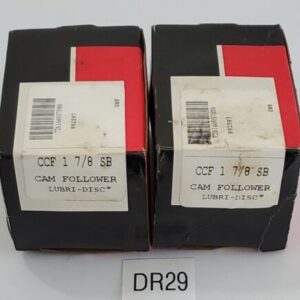 CCF 1 7/8 SB
CAM FOLLOWER
LUBRI-DISC*
CCF 1 7/8 SB
CAM FOLLOWER
LUBRI-DISC*
DR29